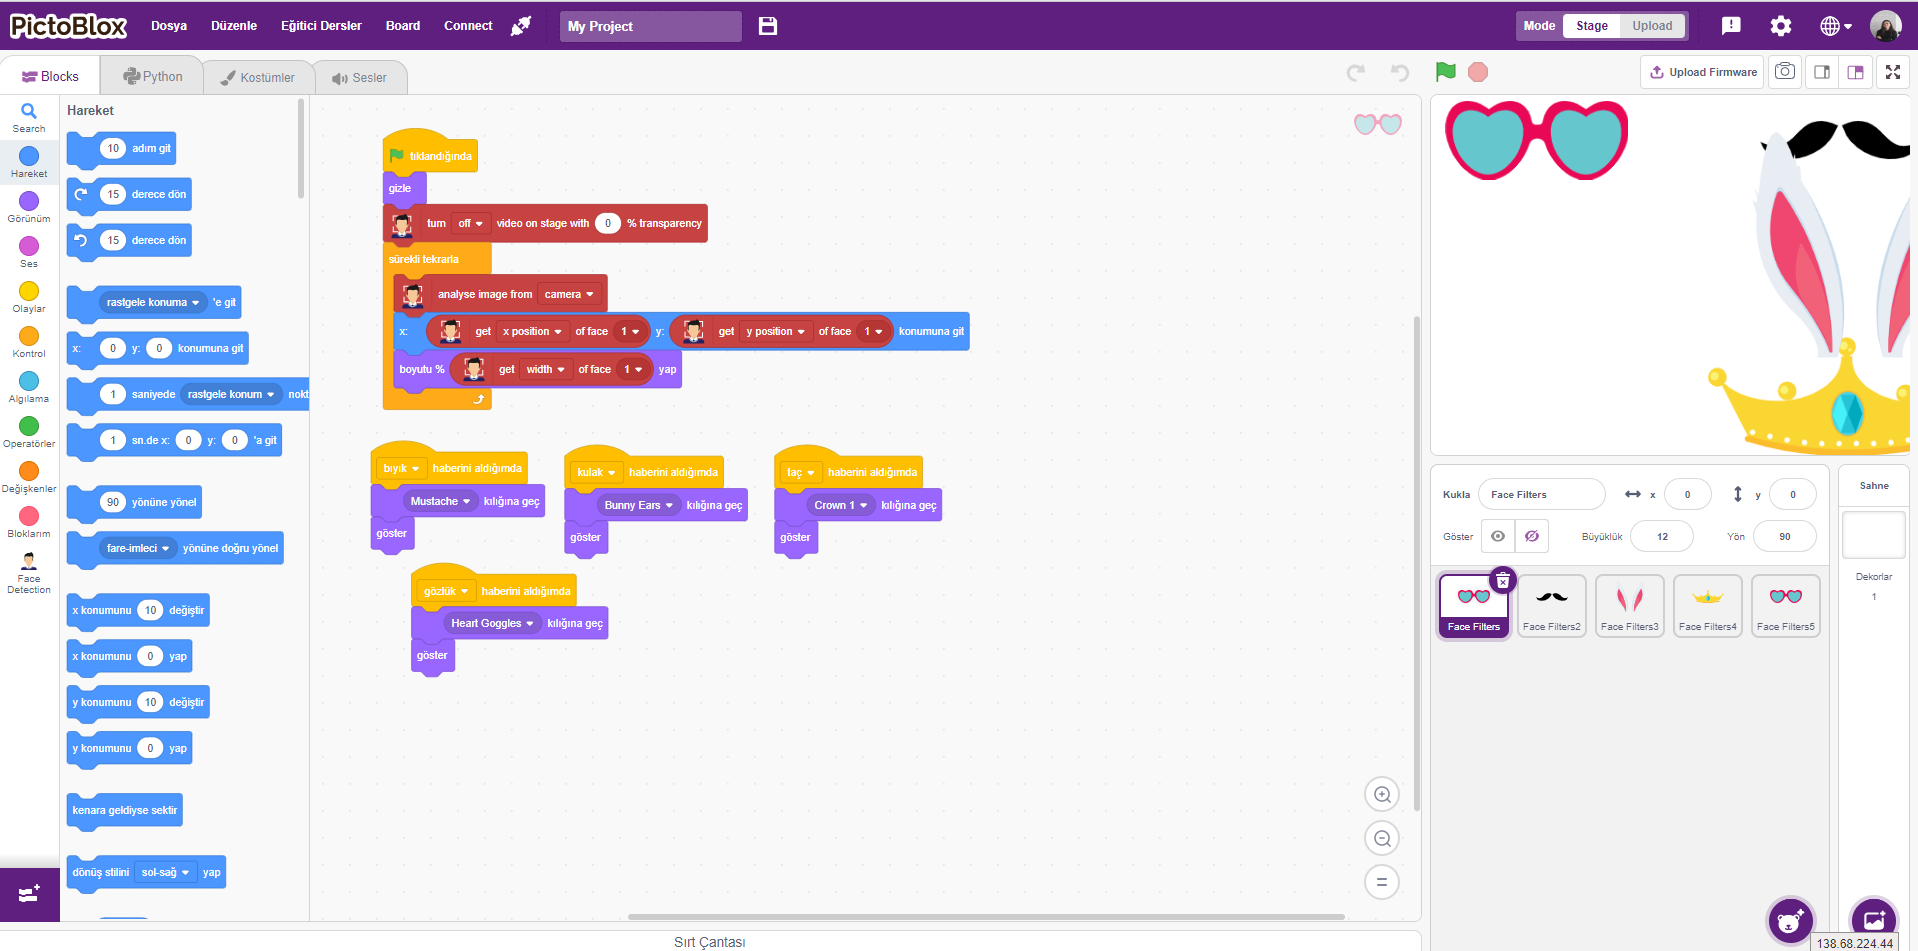 PictoBlox Dosya Düzenle Eğitici Dersler Board Connect My Project Mode Stage Upload
Blocks Python Kostümler Sesler Upload Firmware
Search
Hareket
Görünüm
Ses
Olaylar
Kontrol
Algılama
Operatörler
Değişkenler
Bloklarım
Face
Detection
Hareket
10 adım git
15 derece dön
15 derece dön
rastgele konuma 'e git
x: 0 y: 0 konumuna git
1 saniyede rastgele konum nokt
1 sn.de x: 0 y: 0 'a git
90 yönüne yönel
fare-imleci yönüne doğru yönel
x konumunu 10 değiştir
x konumunu 0 yap
y konumunu 10 değiştir
y konumunu 0 yap
kenara geldiyse sektir
dönüş stilini sol-sağ yap
tıklandığında
gizle
turn off video on stage with 0 % transparency
sürekli tekrarla
analyse image from camera
x: get x position of face 1 y: get y position of face 1 konumuna git
boyutu % get width of face 1 yap
bıyık haberini aldığımda
Mustache kılığına geç
göster
kulak haberini aldığımda
Bunny Ears kılığına geç
göster
taç haberini aldığımda
Crown 1 kılığına geç
göster
gözlük haberini aldığımda
Heart Goggles kılığına geç
göster
Kukla Face Filters x 0 y 0
Göster Büyüklük 12 Yön 90
Face Filters Face Filters2 Face Filters3 Face Filters4 Face Filters5
Sahne
Dekorlar
1
Sırt Çantası
138.68.224.44